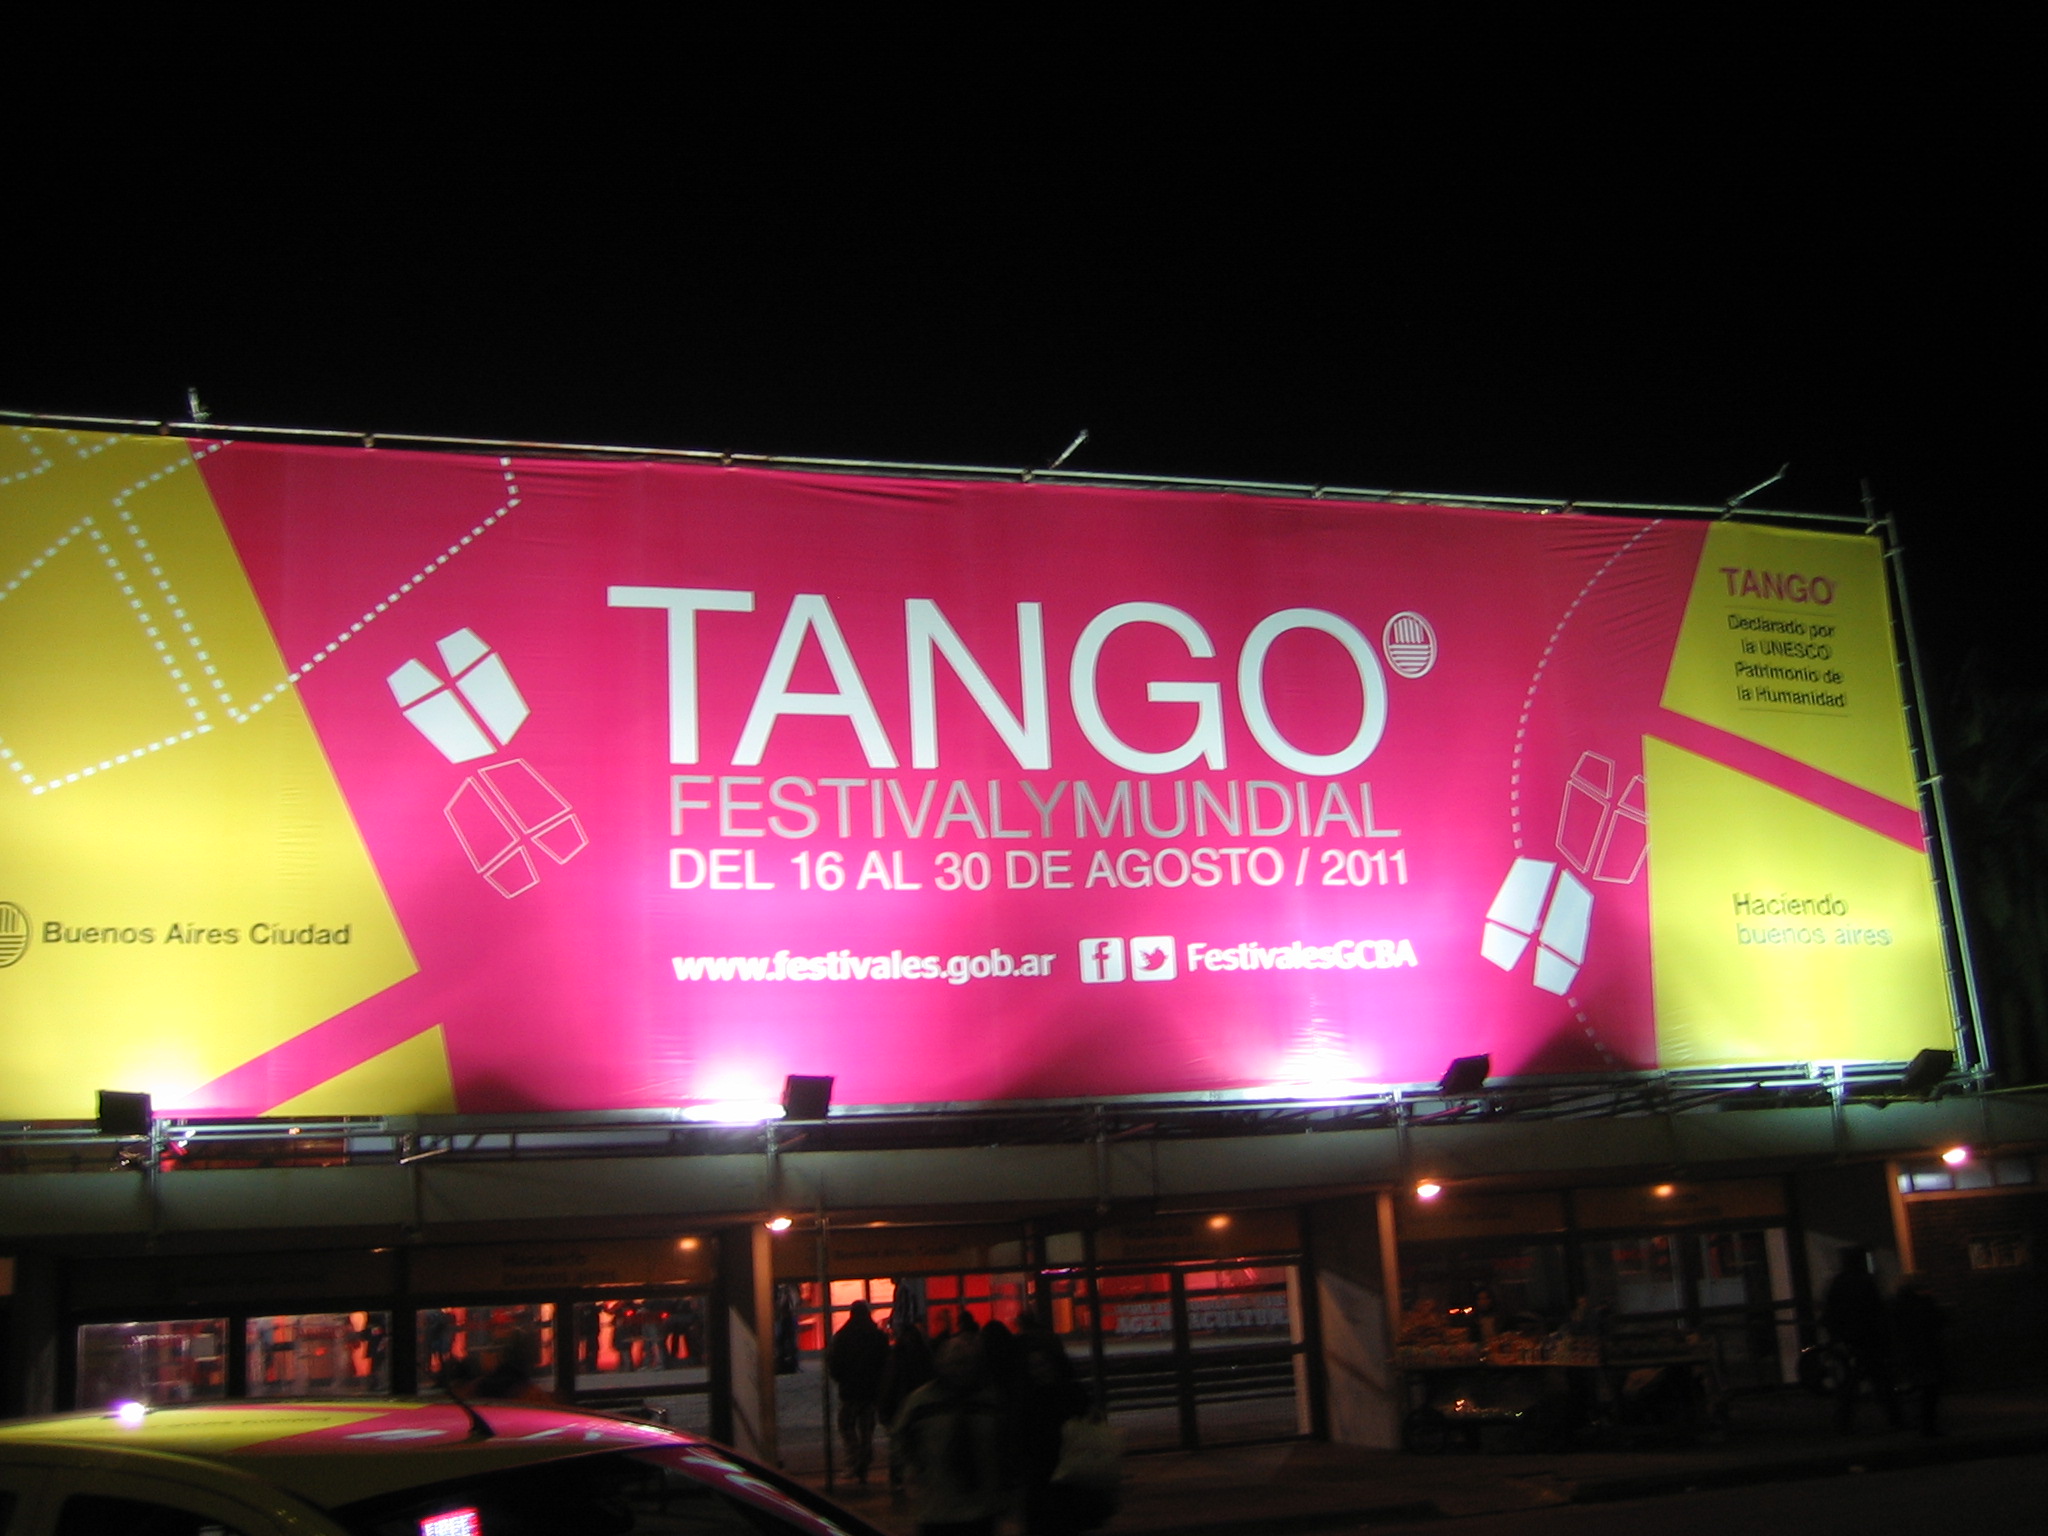 TANGO
FESTIVALYMUNDIAL
DEL 16 AL 30 DE AGOSTO / 2011
www.festivales.gob.ar FestivalesGCBA
Buenos Aires Ciudad
TANGO
Declarado por
la UNESCO
Patrimonio de
la Humanidad
Haciendo
buenos aires